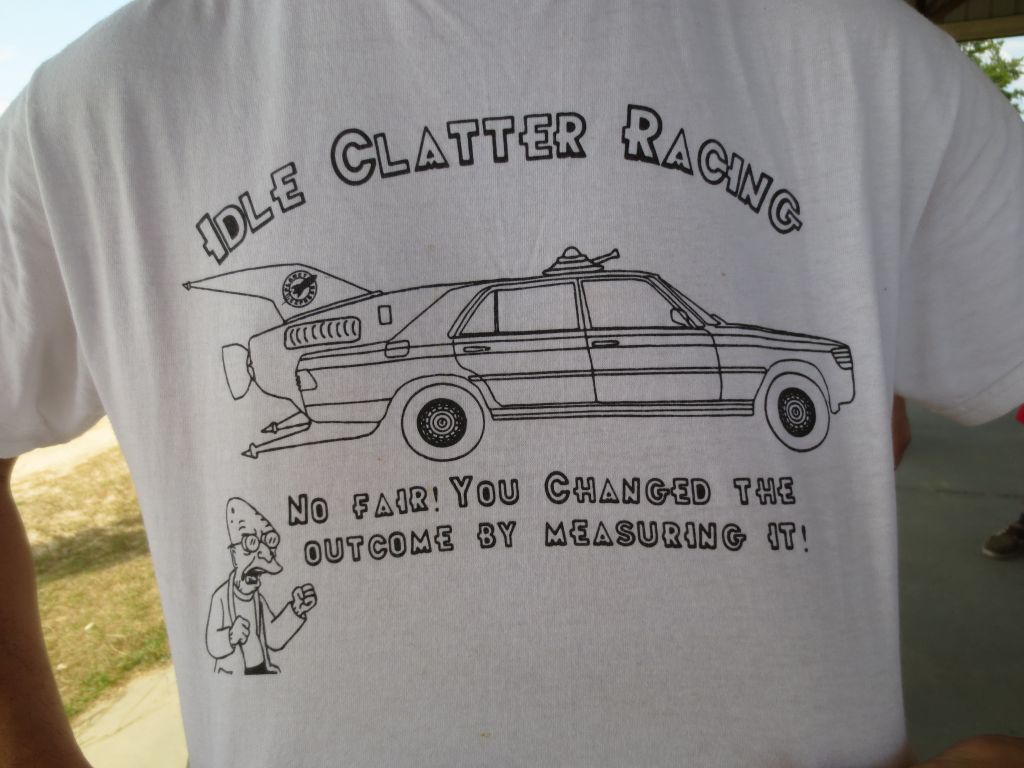 Idle Clatter Racing
No fair! You Changed the
outcome by measuring it!